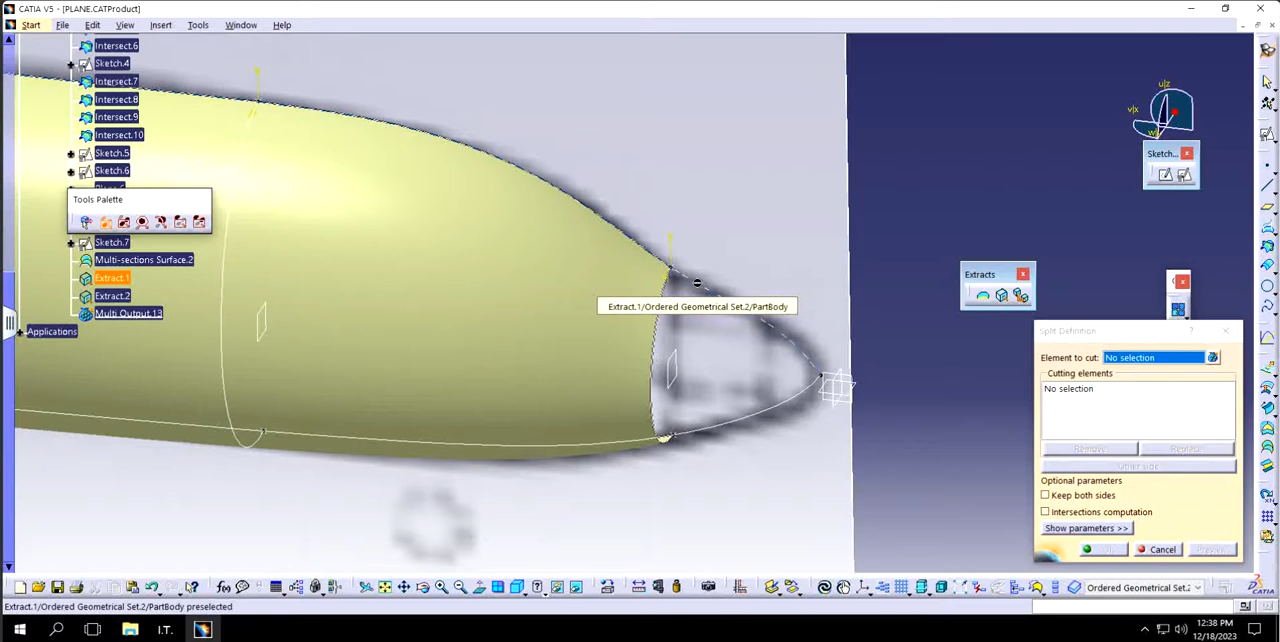 CATIA V5 - [PLANE.CATProduct]
Start File Edit View Insert Tools Window Help
Intersect.6
Sketch.4
Intersect.7
Intersect.8
Intersect.9
Intersect.10
Sketch.5
Sketch.6
Tools Palette
Sketch.7
Multi-sections Surface.2
Extract.1
Extract.2
Multi Output.13
Applications
u|z
v|x
w|
Sketch...
Extract.1/Ordered Geometrical Set.2/PartBody
Extracts
Split Definition
Element to cut: No selection
Cutting elements
No selection
Remove Replace
Other side
Optional parameters
Keep both sides
Intersections computation
Show parameters >>
Cancel Preview
Ordered Geometrical Set.2
CATIA
Extract.1/Ordered Geometrical Set.2/PartBody preselected
I.T.
12:38 PM
12/18/2023